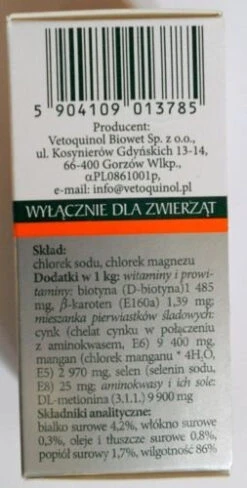 5 904109 013785
Producent:
Vetoquinol Biowet Sp. z o.o.,
ul. Kosynierów Gdyńskich 13-14,
66-400 Gorzów Wlkp.,
αPL0861001p,
e-mail: info@vetoquinol.pl
WYŁĄCZNIE DLA ZWIERZĄT
Skład:
chlorek sodu, chlorek magnezu
Dodatki w 1 kg: witaminy i prowi-
taminy: biotyna (D-biotyna)1 485
mg, β-karoten (E160a) 1,39 mg;
mieszanka pierwiastków śladowych:
cynk (chelat cynku w połączeniu
z aminokwasem, E6) 9 400 mg,
mangan (chlorek manganu * 4H₂O,
E5) 2 970 mg, selen (selenin sodu,
E8) 25 mg; aminokwasy i ich sole:
DL-metionina (3.1.1.) 9 900 mg
Składniki analityczne:
białko surowe 4,2%, włókno surowe
0,3%, oleje i tłuszcze surowe 0,8%,
popiół surowy 1,7%, wilgotność 86%